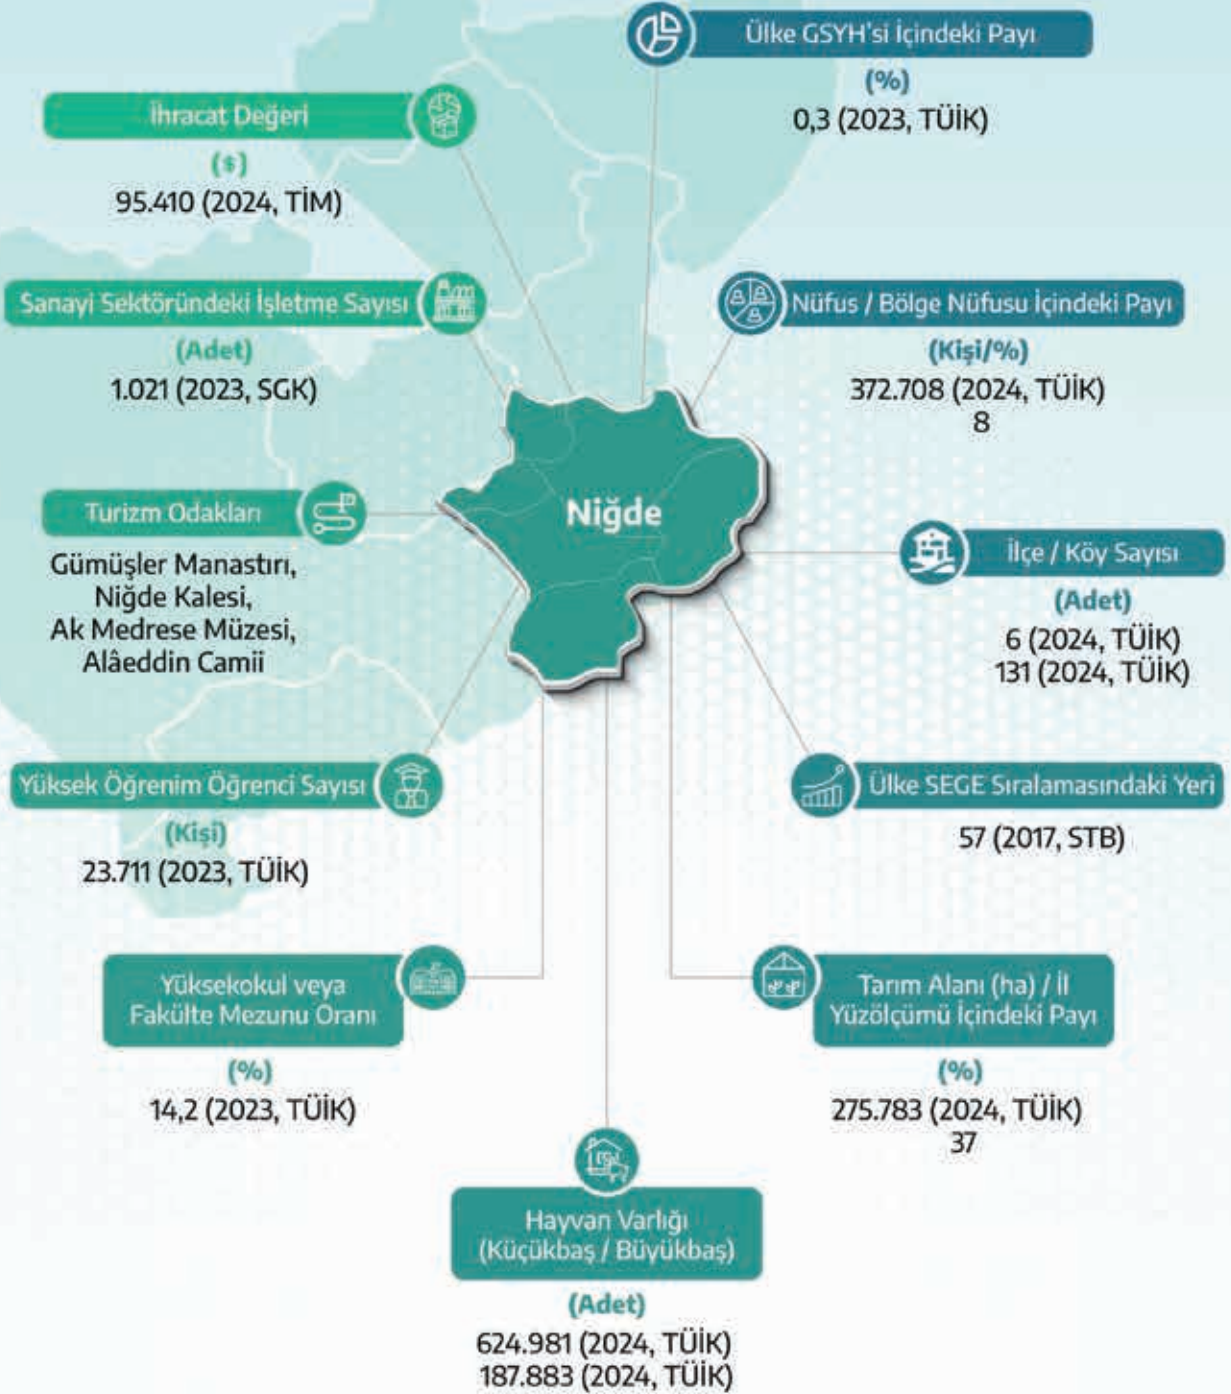 Ülke GSYH'si İçindeki Payı
(%)
0,3 (2023, TÜİK)
İhracat Değeri
($)
95.410 (2024, TİM)
Sanayi Sektöründeki İşletme Sayısı
(Adet)
1.021 (2023, SGK)
Nüfus / Bölge Nüfusu İçindeki Payı
(Kişi/%)
372.708 (2024, TÜİK)
8
Niğde
Turizm Odakları
Gümüşler Manastırı,
Niğde Kalesi,
Ak Medrese Müzesi,
Alâeddin Camii
İlçe / Köy Sayısı
(Adet)
6 (2024, TÜİK)
131 (2024, TÜİK)
Yüksek Öğrenim Öğrenci Sayısı
(Kişi)
23.711 (2023, TÜİK)
Ülke SEGE Sıralamasındaki Yeri
57 (2017, STB)
Yüksekokul veya
Fakülte Mezunu Oranı
(%)
14,2 (2023, TÜİK)
Tarım Alanı (ha) / İl
Yüzölçümü İçindeki Payı
(%)
275.783 (2024, TÜİK)
37
Hayvan Varlığı
(Küçükbaş / Büyükbaş)
(Adet)
624.981 (2024, TÜİK)
187.883 (2024, TÜİK)